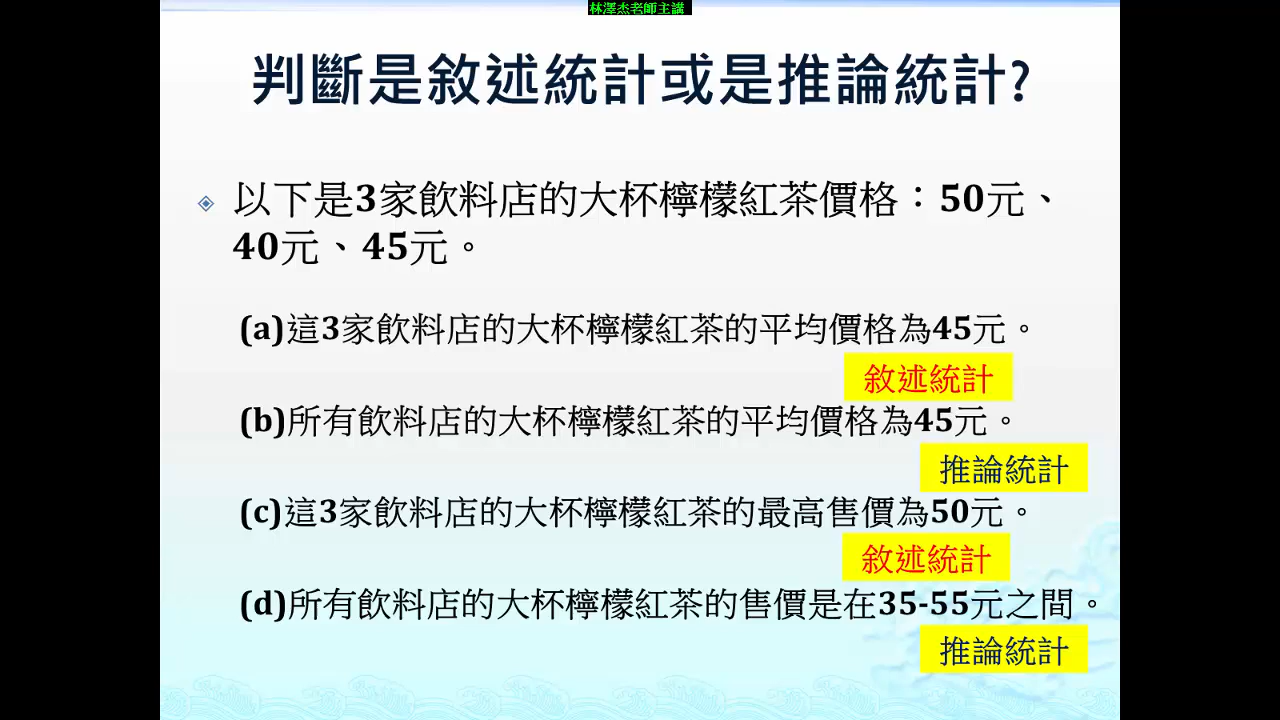 林澤杰老師主講
判斷是敘述統計或是推論統計?
以下是3家飲料店的大杯檸檬紅茶價格：50元、
40元、45元。
(a)這3家飲料店的大杯檸檬紅茶的平均價格為45元。
敘述統計
(b)所有飲料店的大杯檸檬紅茶的平均價格為45元。
推論統計
(c)這3家飲料店的大杯檸檬紅茶的最高售價為50元。
敘述統計
(d)所有飲料店的大杯檸檬紅茶的售價是在35-55元之間。
推論統計